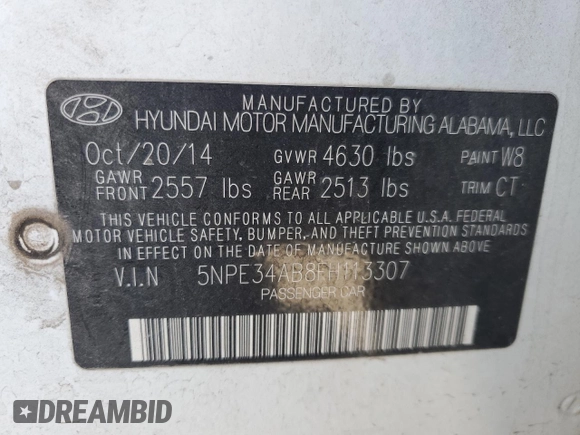 MANUFACTURED BY
HYUNDAI MOTOR MANUFACTURING ALABAMA, LLC
Oct/20/14 GVWR 4630 lbs PAINT W8
GAWR FRONT 2557 lbs GAWR REAR 2513 lbs TRIM CT
THIS VEHICLE CONFORMS TO ALL APPLICABLE U.S.A. FEDERAL
MOTOR VEHICLE SAFETY, BUMPER, AND THEFT PREVENTION STANDARDS
IN EFFECT ON THE DATE OF MANUFACTURE SHOWN ABOVE.
V.I.N 5NPE34AB8FH113307
PASSENGER CAR
DREAMBID